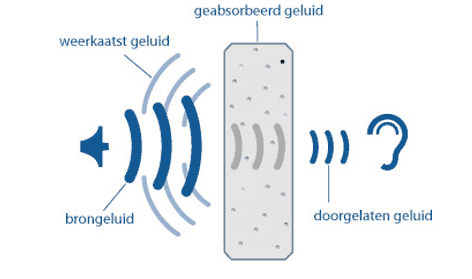 geabsorbeerd geluid
weerkaatst geluid
brongeluid
doorgelaten geluid